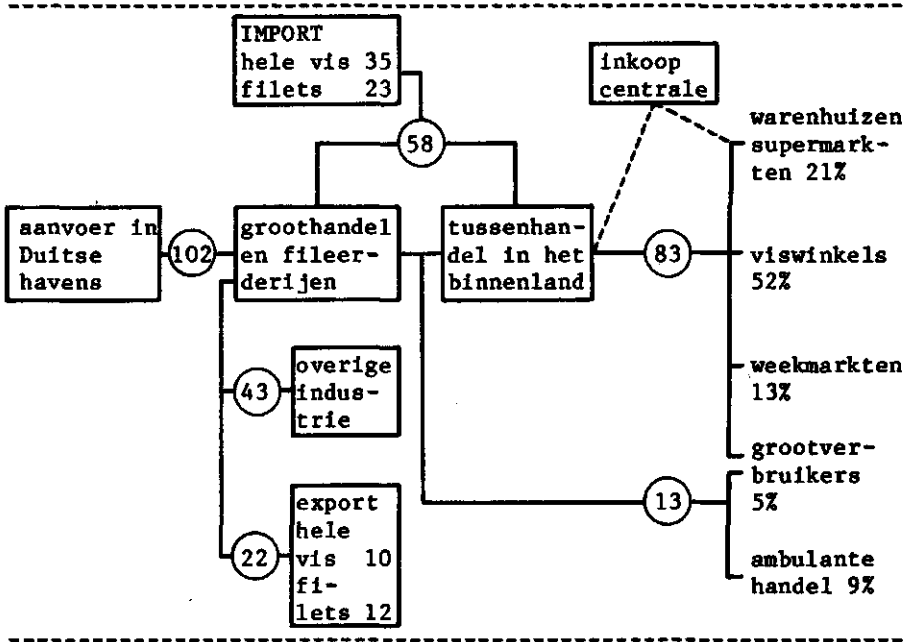 IMPORT
hele vis 35
filets 23
inkoop
centrale
58
warenhuizen
supermark-
ten 21%
aanvoer in
Duitse
havens
102
groothandel
en fileer-
derijen
tussenhan-
del in het
binnenland
83
viswinkels
52%
43
overige
indus-
trie
weekmarkten
13%
22
export
hele
vis 10
fi-
lets 12
13
grootver-
bruikers
5%
ambulante
handel 9%